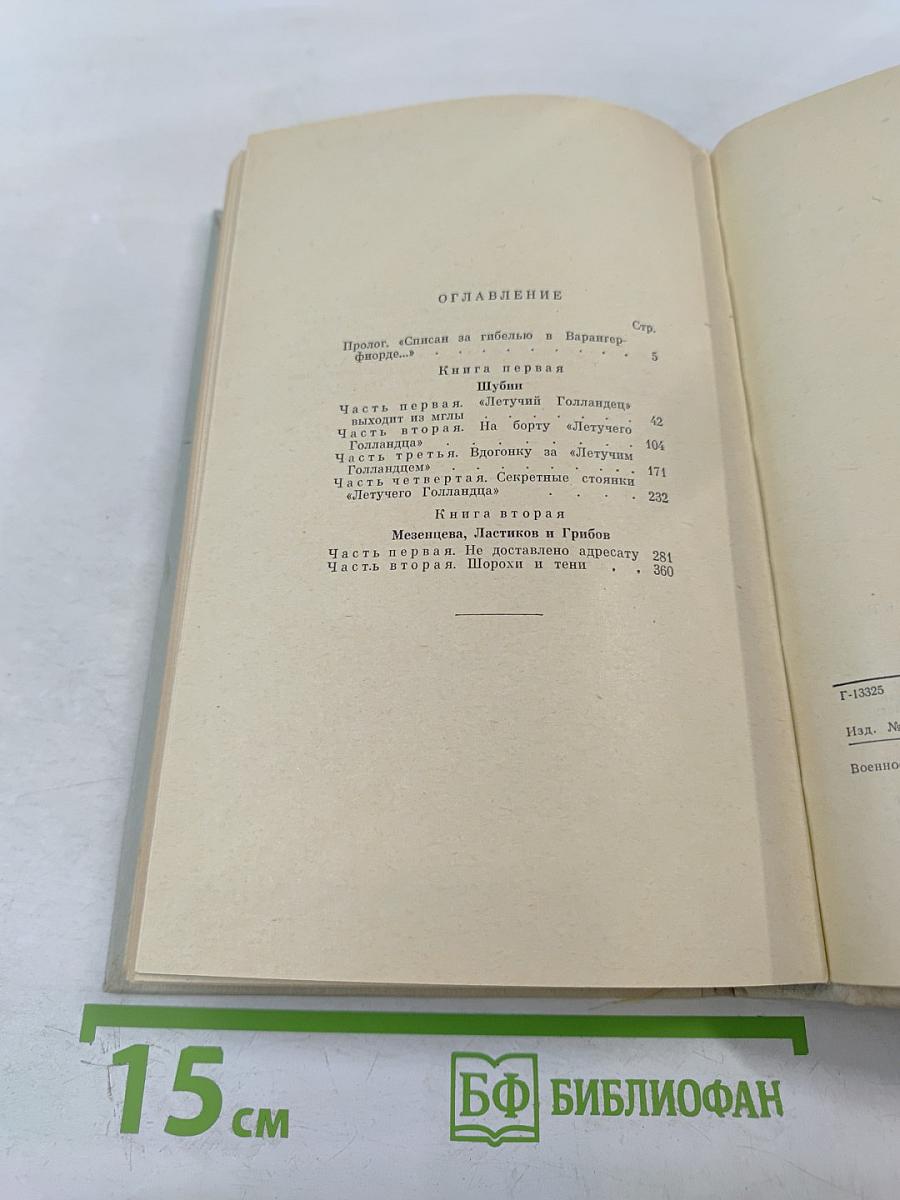 ОГЛАВЛЕНИЕ
Стр.
Пролог. «Списан за гибелью в Варангер-
фиорде...» . . . . . . . . 5
Книга первая
Шубин
Часть первая. «Летучий Голландец»
выходит из мглы . . . . . . . 42
Часть вторая. На борту «Летучего
Голландца» . . . . . . . . 104
Часть третья. Вдогонку за «Летучим
Голландцем» . . . . . . . . 171
Часть четвертая. Секретные стоянки
«Летучего Голландца» . . . . 232
Книга вторая
Мезенцева, Ластиков и Грибов
Часть первая. Не доставлено адресату 281
Часть вторая. Шорохи и тени . . 360
Г-13325
Изд. №
Военно
15 см
БФ БИБЛИОФАН